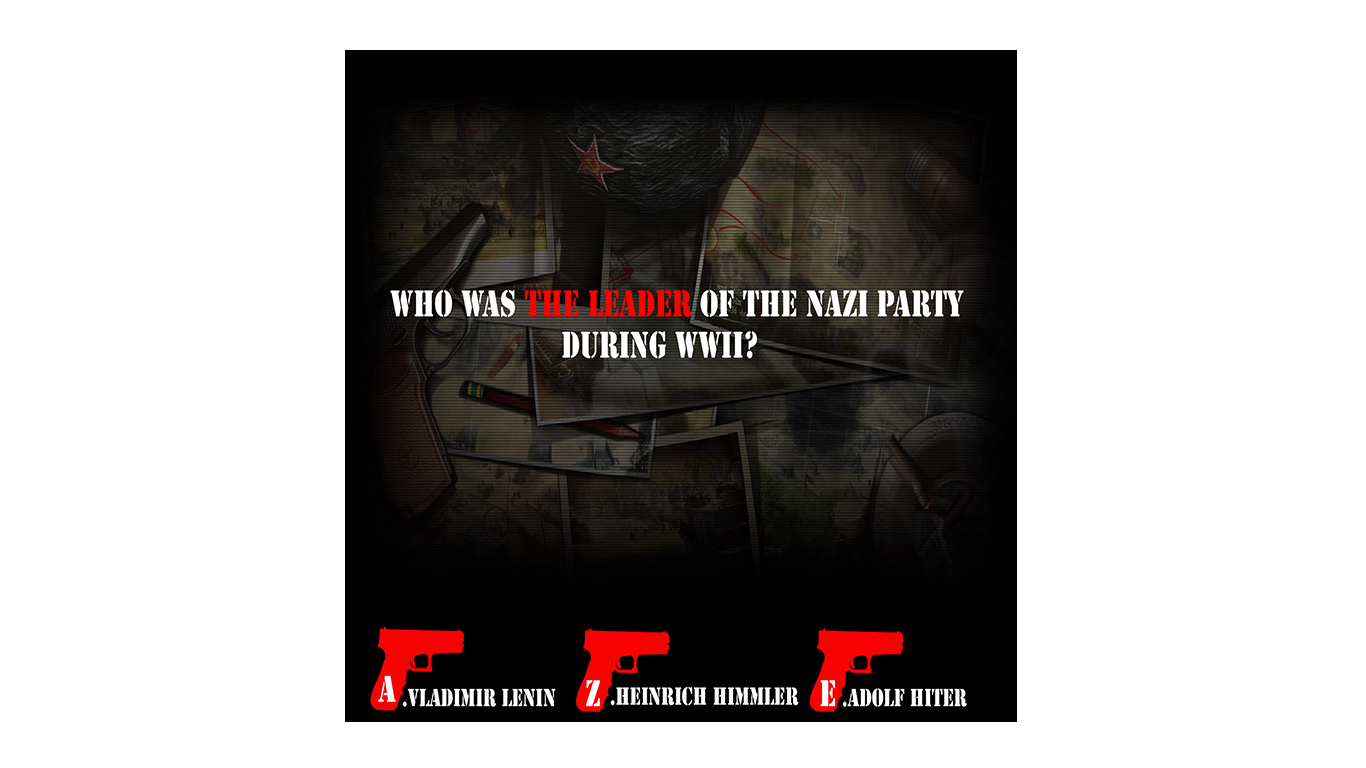 WHO WAS THE LEADER OF THE NAZI PARTY
DURING WWII?
A .VLADIMIR LENIN
Z .HEINRICH HIMMLER
E .ADOLF HITER